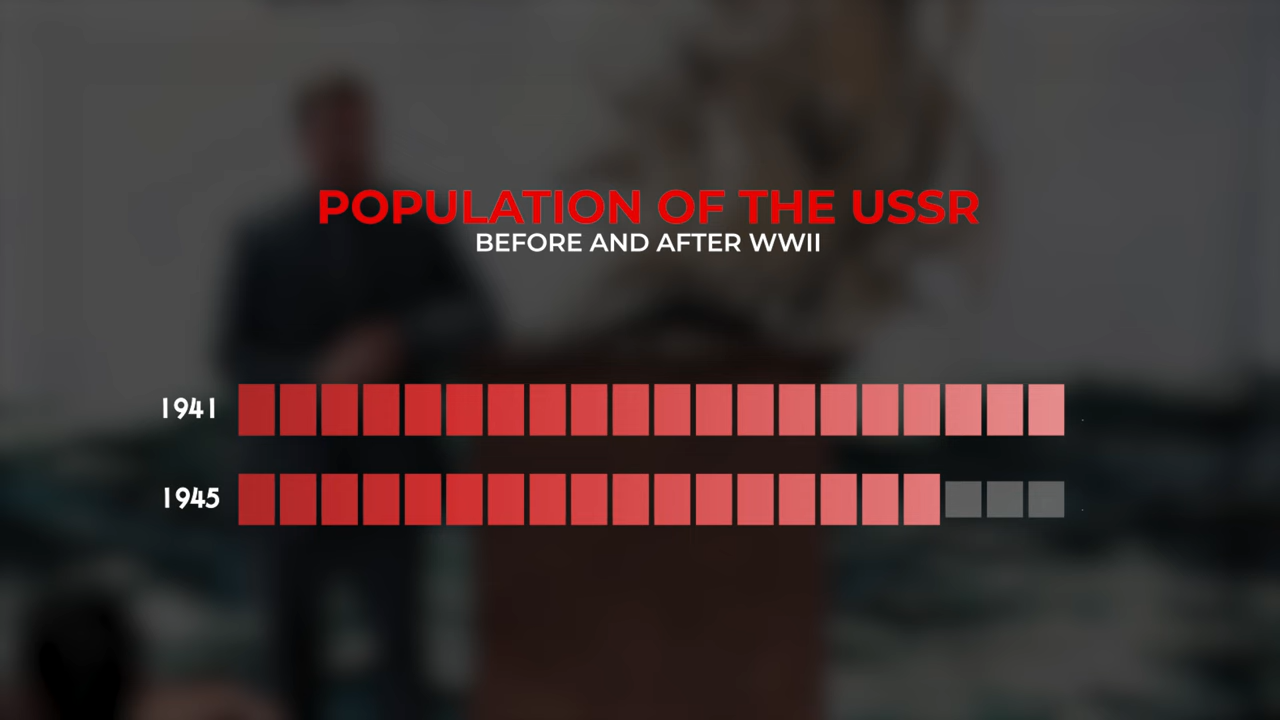 POPULATION OF THE USSR
BEFORE AND AFTER WWII
1941
1945